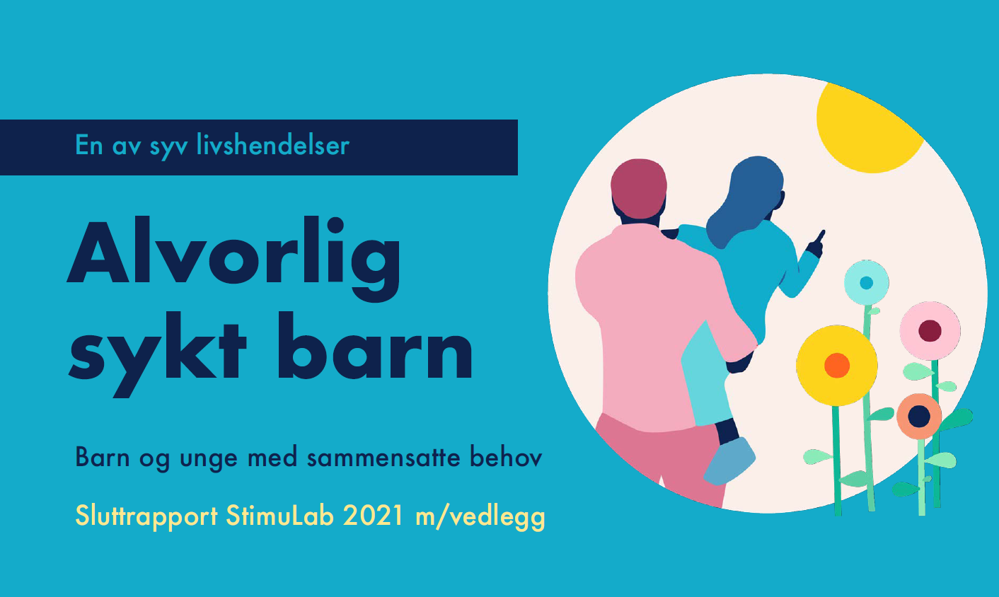 En av syv livshendelser
Alvorlig
sykt barn
Barn og unge med sammensatte behov
Sluttrapport StimuLab 2021 m/vedlegg